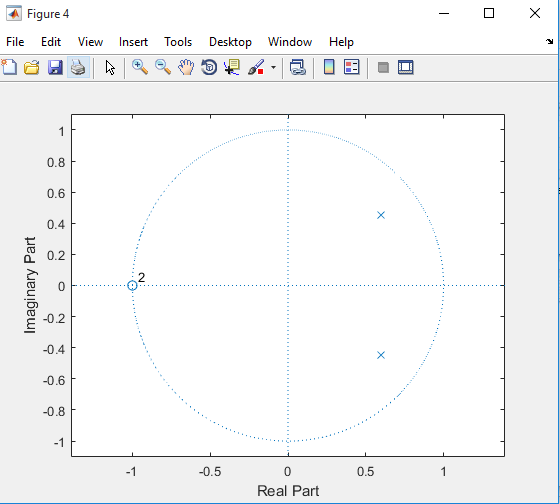 Figure 4
File Edit View Insert Tools Desktop Window Help
1
0.8
0.6
0.4
0.2
0
-0.2
-0.4
-0.6
-0.8
-1
Imaginary Part
2
-1 -0.5 0 0.5 1
Real Part